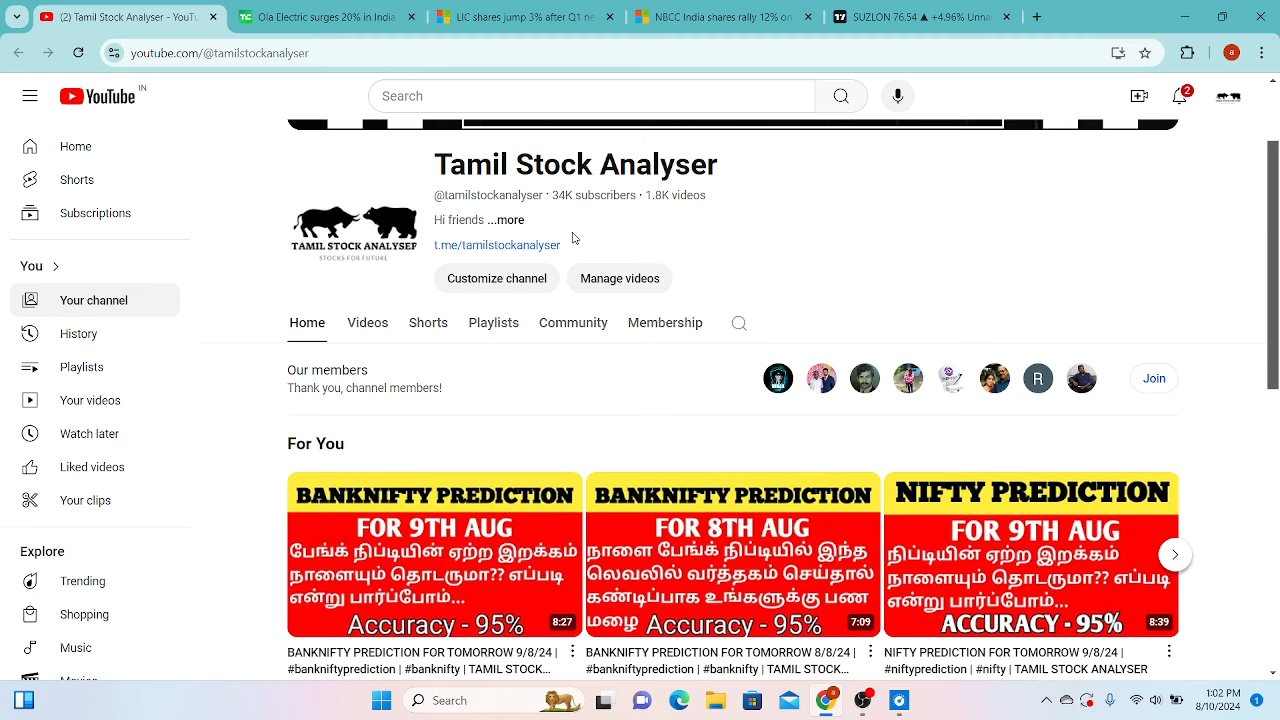 Tamil Stock Analyser - YouT
Ola Electric surges 20% in India
LIC shares jump 3% after Q1 ne
NBCC India rally 12% or
SUZLON 76.54 ▲ +4.96% Unna
youtube.com/@tamilstockanalyser
a
YouTube IN
Search
2
Home
Shorts
Subscriptions
You
Your channel
History
Playlists
Your videos
Watch later
Liked videos
Your clips
Explore
Trending
Shopping
Music
TAMIL STOCK ANALYSER
STOCKS FOR FUTURE
Tamil Stock Analyser
@tamilstockanalyser · 34K subscribers · 1.8K videos
Hi friends ...more
t.me/tamilstockanalyser
Customize channel Manage videos
Home Videos Shorts Playlists Community Membership
Our members
Thank you, channel members!
R
Join
For You
BANKNIFTY PREDICTION
FOR 9TH AUG
பேங்க் நிப்டியின் ஏற்ற இறக்கம்
நாளையும் தொடருமா?? எப்படி
என்று பார்ப்போம்...
Accuracy - 95%
8:27
BANKNIFTY PREDICTION FOR TOMORROW 9/8/24 |
#bankniftyprediction | #banknifty | TAMIL STOCK...
BANKNIFTY PREDICTION
FOR 8TH AUG
நாளை பேங்க் நிப்டியில் இந்த
லெவலில் வர்த்தகம் செய்தால்
கண்டிப்பாக உங்களுக்கு பண
மழை Accuracy - 95%
7:09
BANKNIFTY PREDICTION FOR TOMORROW 8/8/24 |
#bankniftyprediction | #banknifty | TAMIL STOCK...
NIFTY PREDICTION
FOR 9TH AUG
நிப்டியின் ஏற்ற இறக்கம்
நாளையும் தொடருமா?? எப்படி
என்று பார்ப்போம்...
ACCURACY - 95%
8:39
NIFTY PREDICTION FOR TOMORROW 9/8/24 |
#niftyprediction | #nifty | TAMIL STOCK ANALYSER
Search
1:02 PM
8/10/2024
1